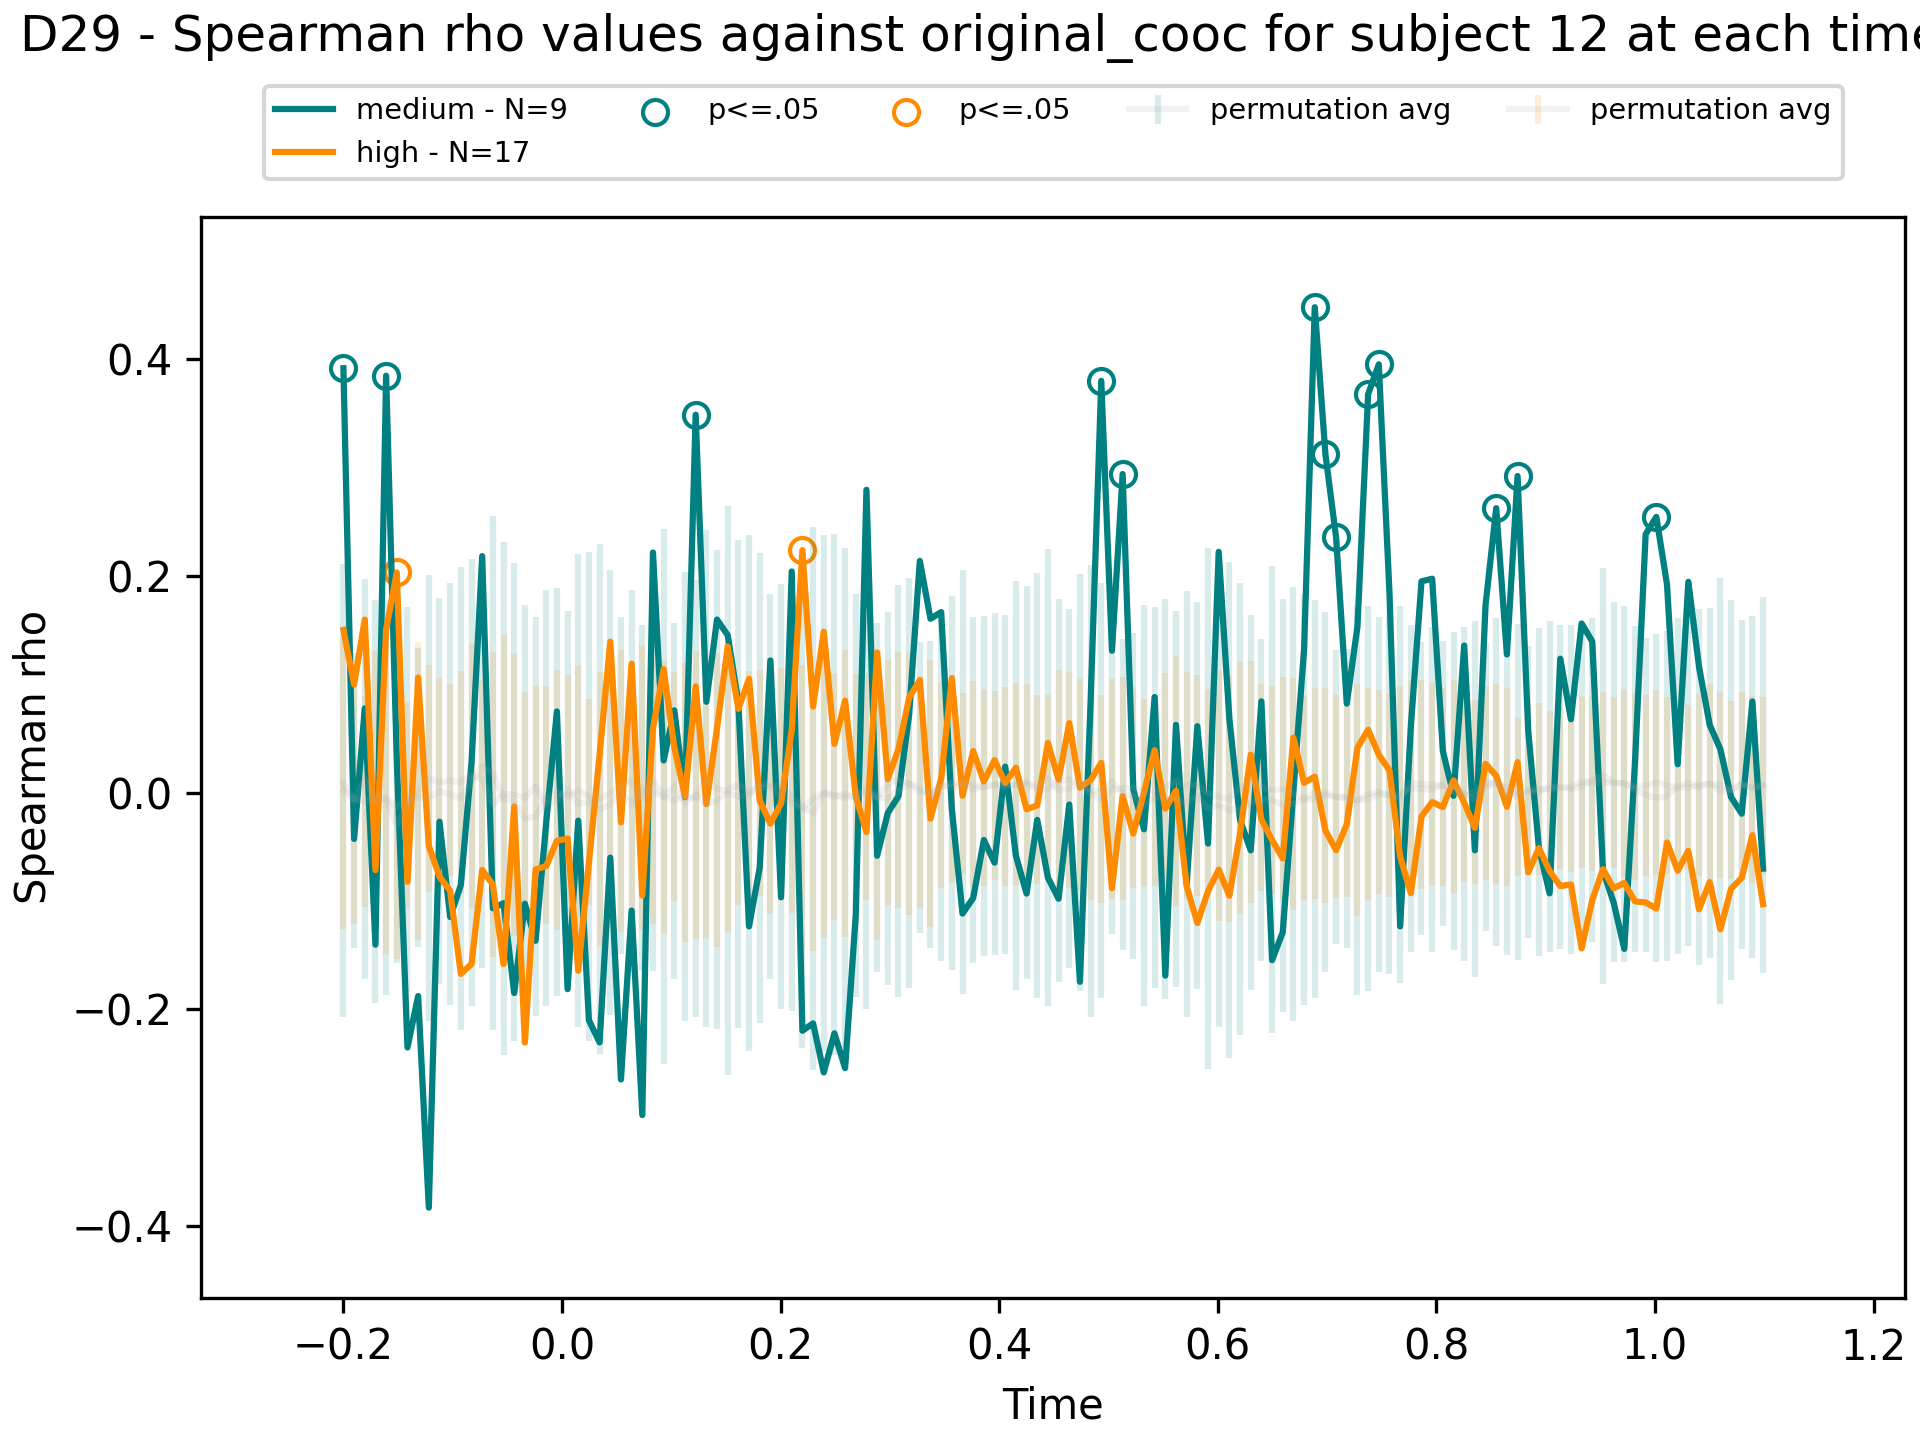 D29 - Spearman rho values against original_cooc for subject 12 at each time
medium - N=9
high - N=17
p<=.05
p<=.05
permutation avg
permutation avg
Spearman rho
0.4
0.2
0.0
−0.2
−0.4
−0.2 0.0 0.2 0.4 0.6 0.8 1.0 1.2
Time